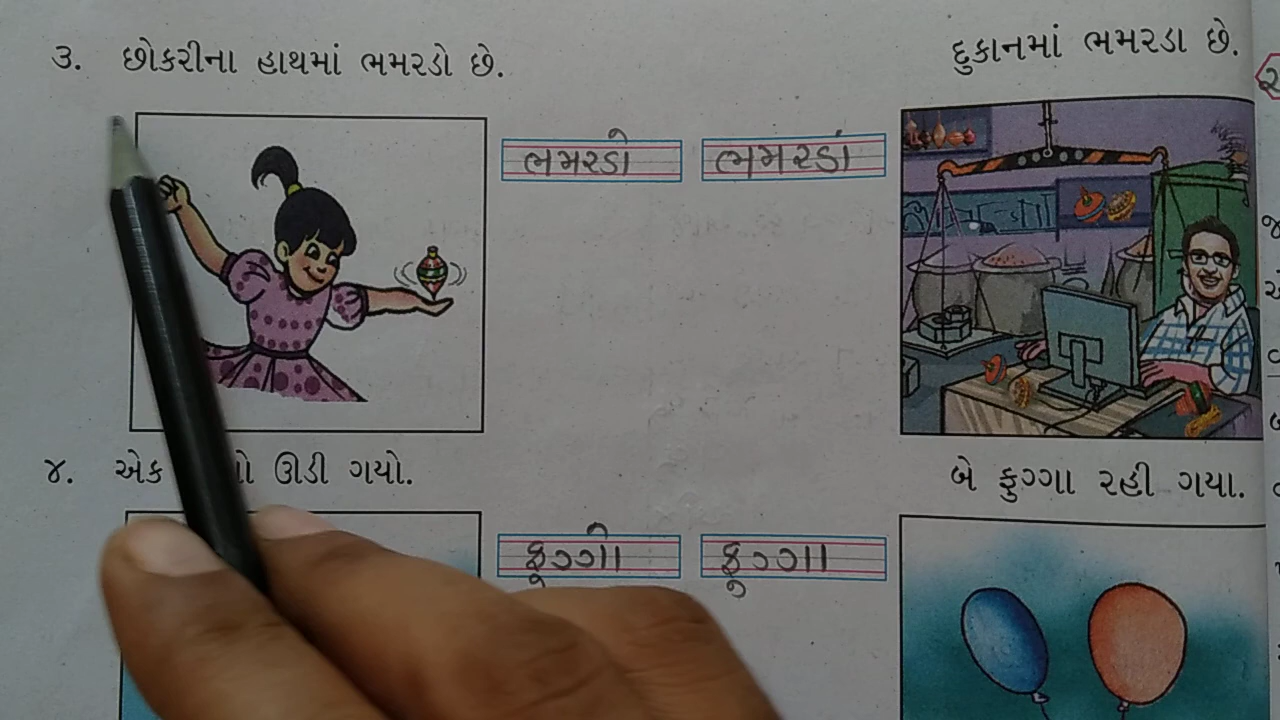 ૩. છોકરીના હાથમાં ભમરડો છે.
દુકાનમાં ભમરડા છે.
ભમરડો ભમરડાં
૪. એક ઊડી ગયો.
બે ફુગ્ગા રહી ગયા.
ફૂગ્ગો ફુગ્ગા